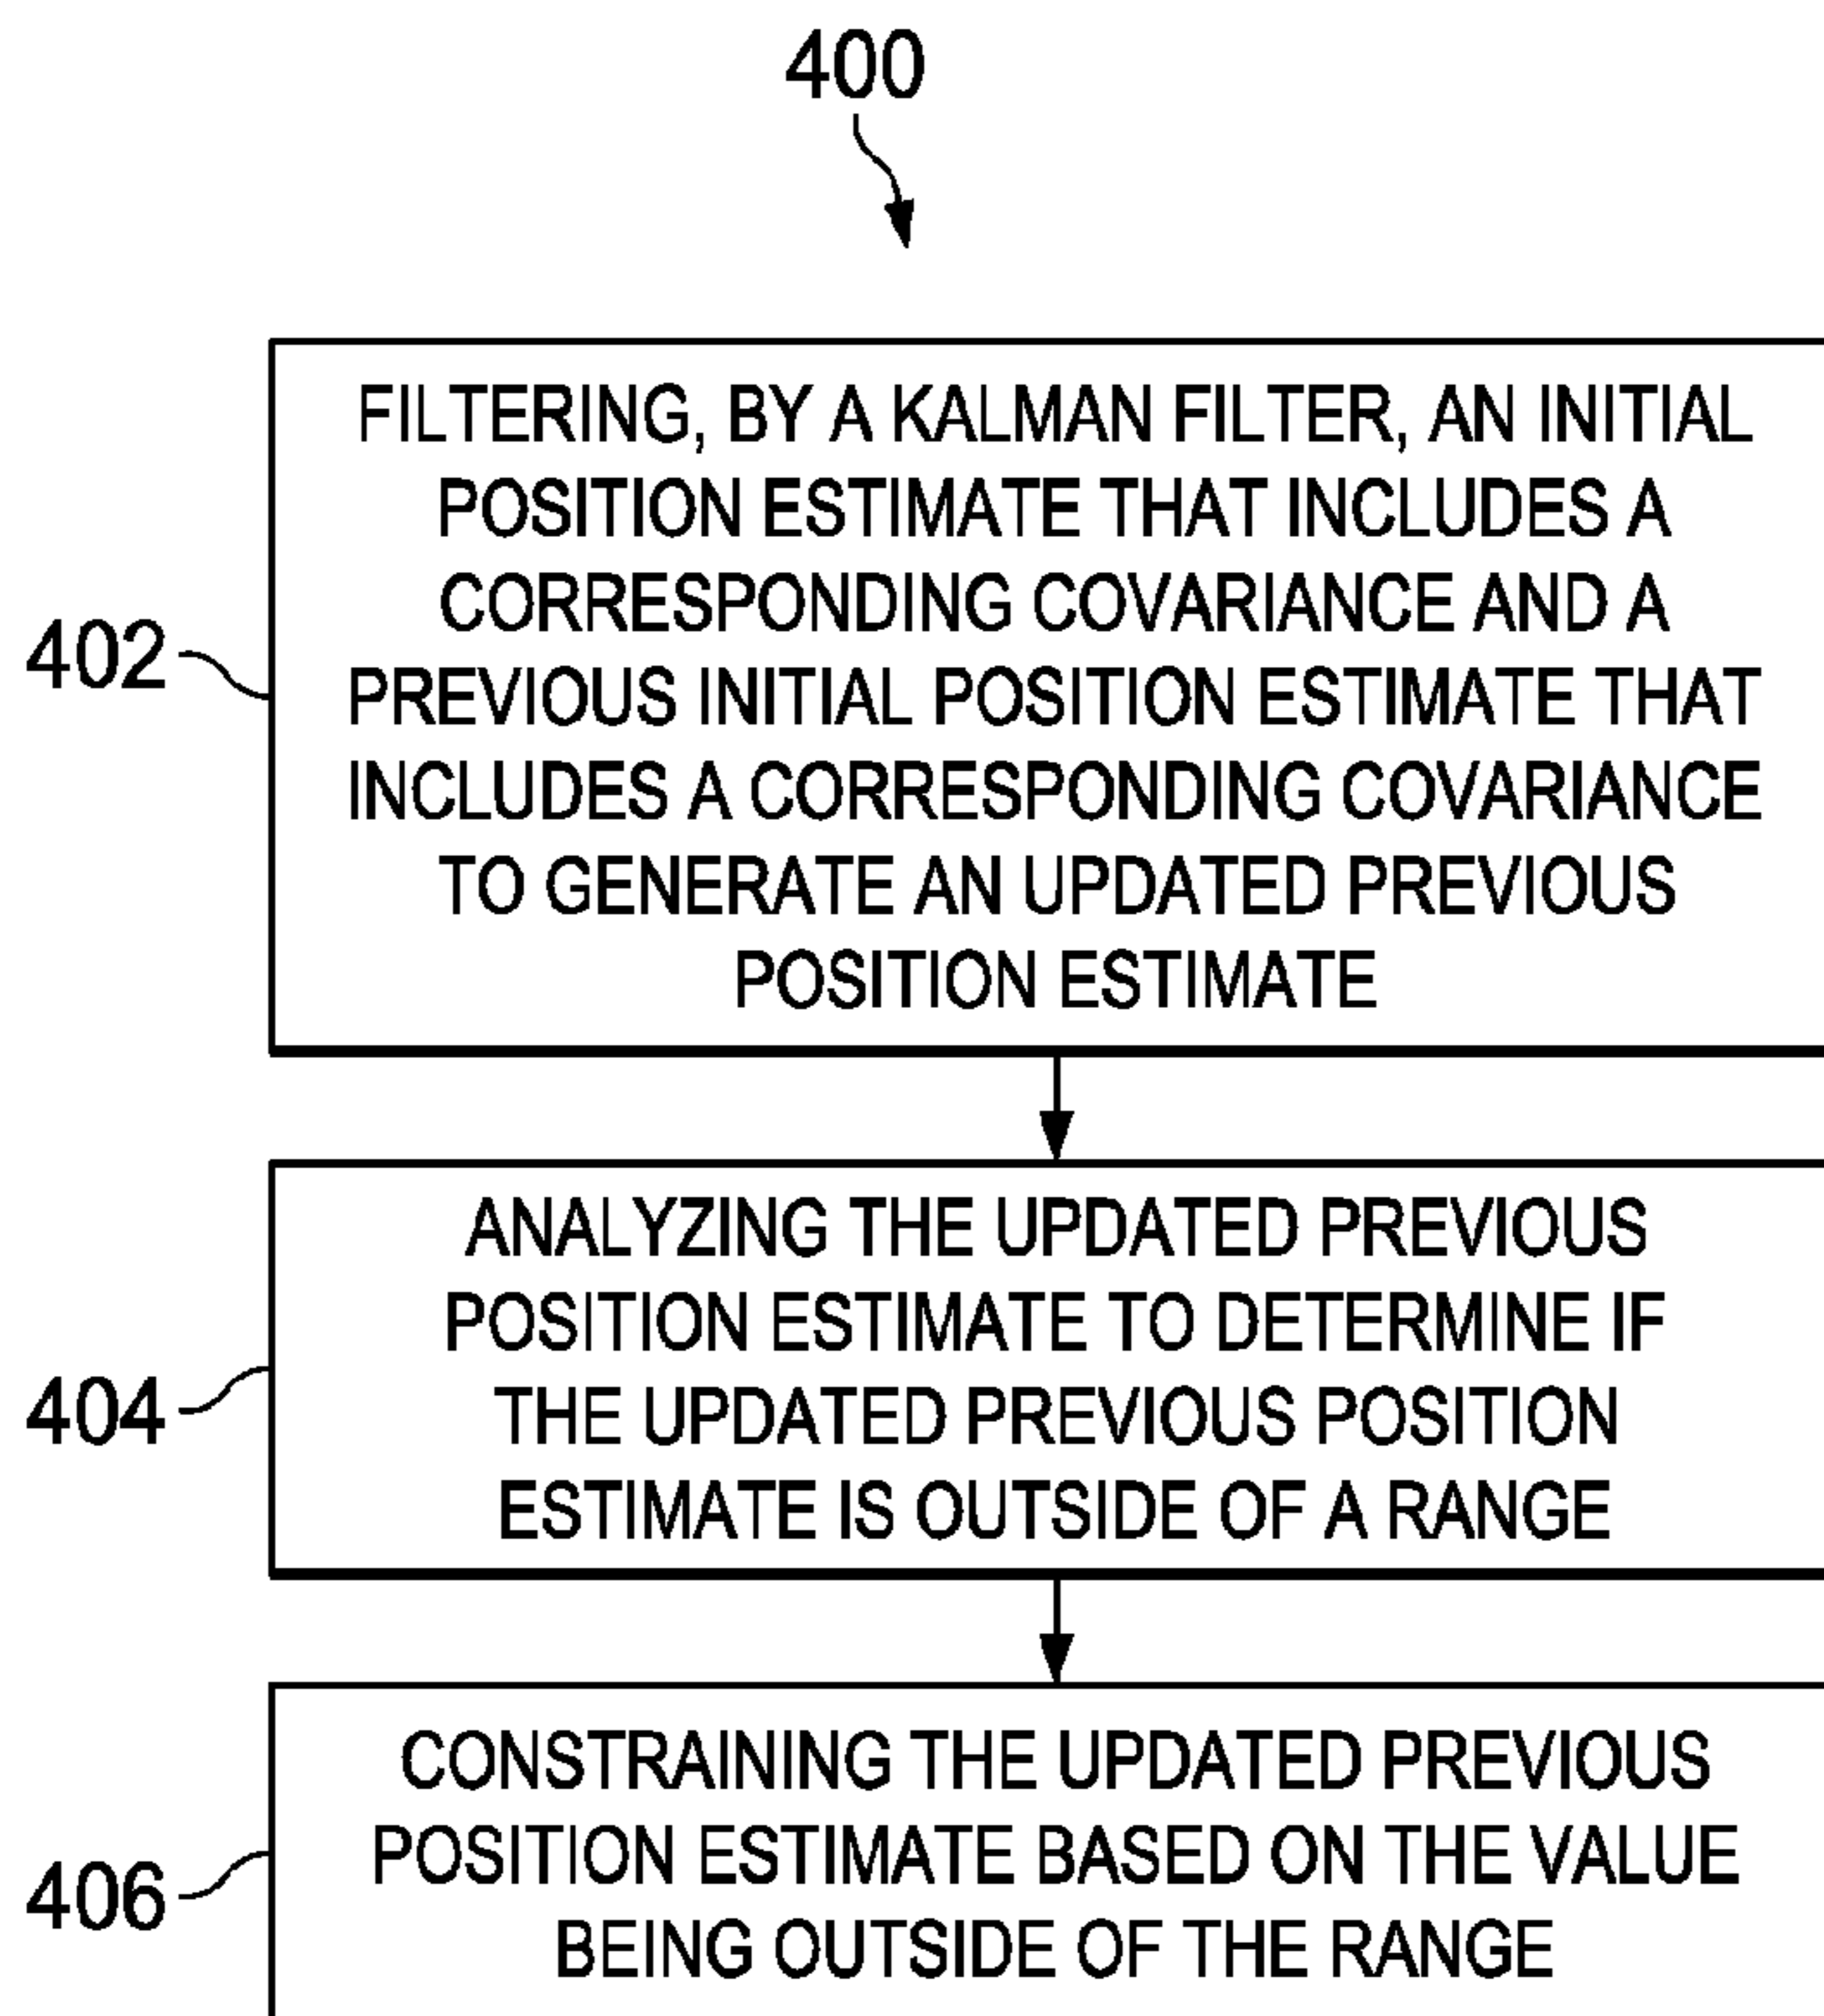 400
FILTERING, BY A KALMAN FILTER, AN INITIAL
POSITION ESTIMATE THAT INCLUDES A
CORRESPONDING COVARIANCE AND A
PREVIOUS INITIAL POSITION ESTIMATE THAT
INCLUDES A CORRESPONDING COVARIANCE
TO GENERATE AN UPDATED PREVIOUS
POSITION ESTIMATE
402
ANALYZING THE UPDATED PREVIOUS
POSITION ESTIMATE TO DETERMINE IF
THE UPDATED PREVIOUS POSITION
ESTIMATE IS OUTSIDE OF A RANGE
404
CONSTRAINING THE UPDATED PREVIOUS
POSITION ESTIMATE BASED ON THE VALUE
BEING OUTSIDE OF THE RANGE
406